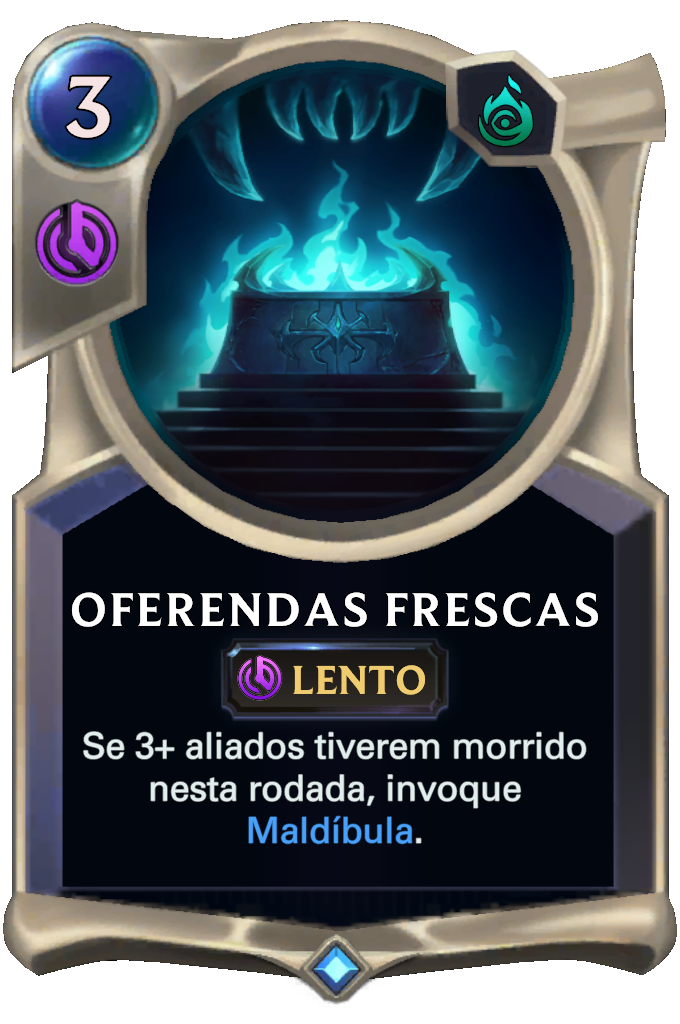 3
OFERENDAS FRESCAS
LENTO
Se 3+ aliados tiverem morrido
nesta rodada, invoque
Maldíbula.